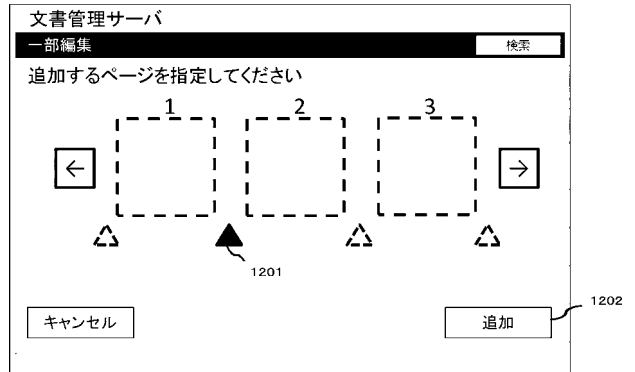 文書管理サーバ
一部編集 検索
追加するページを指定してください
1 2 3
← →
1201
キャンセル 追加 1202